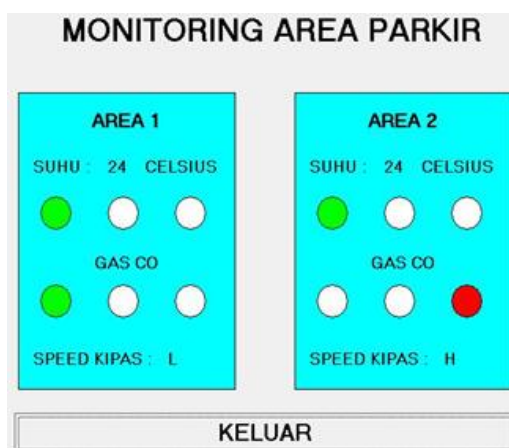 MONITORING AREA PARKIR
AREA 1
SUHU : 24 CELSIUS
GAS CO
SPEED KIPAS : L
AREA 2
SUHU : 24 CELSIUS
GAS CO
SPEED KIPAS : H
KELUAR